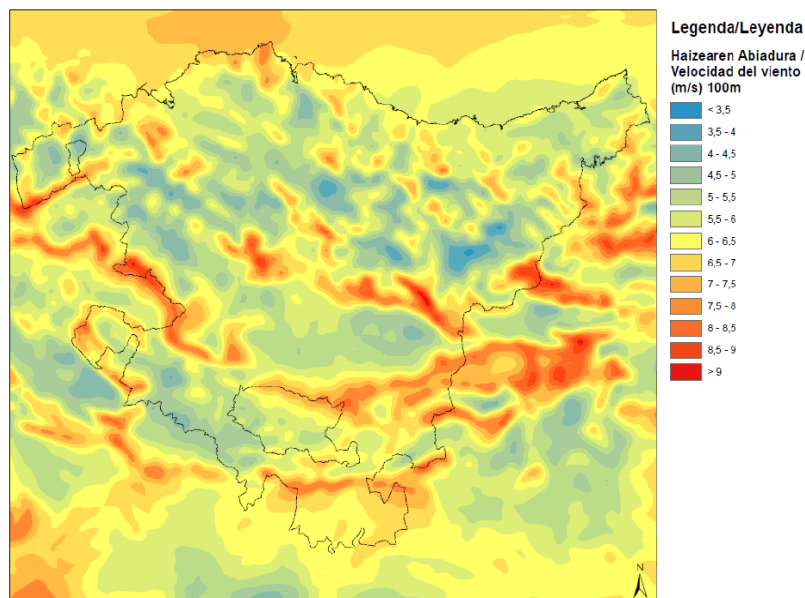 Legenda/Leyenda
Haizearen Abiadura /
Velocidad del viento
(m/s) 100m
< 3,5
3,5 - 4
4 - 4,5
4,5 - 5
5 - 5,5
5,5 - 6
6 - 6,5
6,5 - 7
7 - 7,5
7,5 - 8
8 - 8,5
8,5 - 9
> 9
N